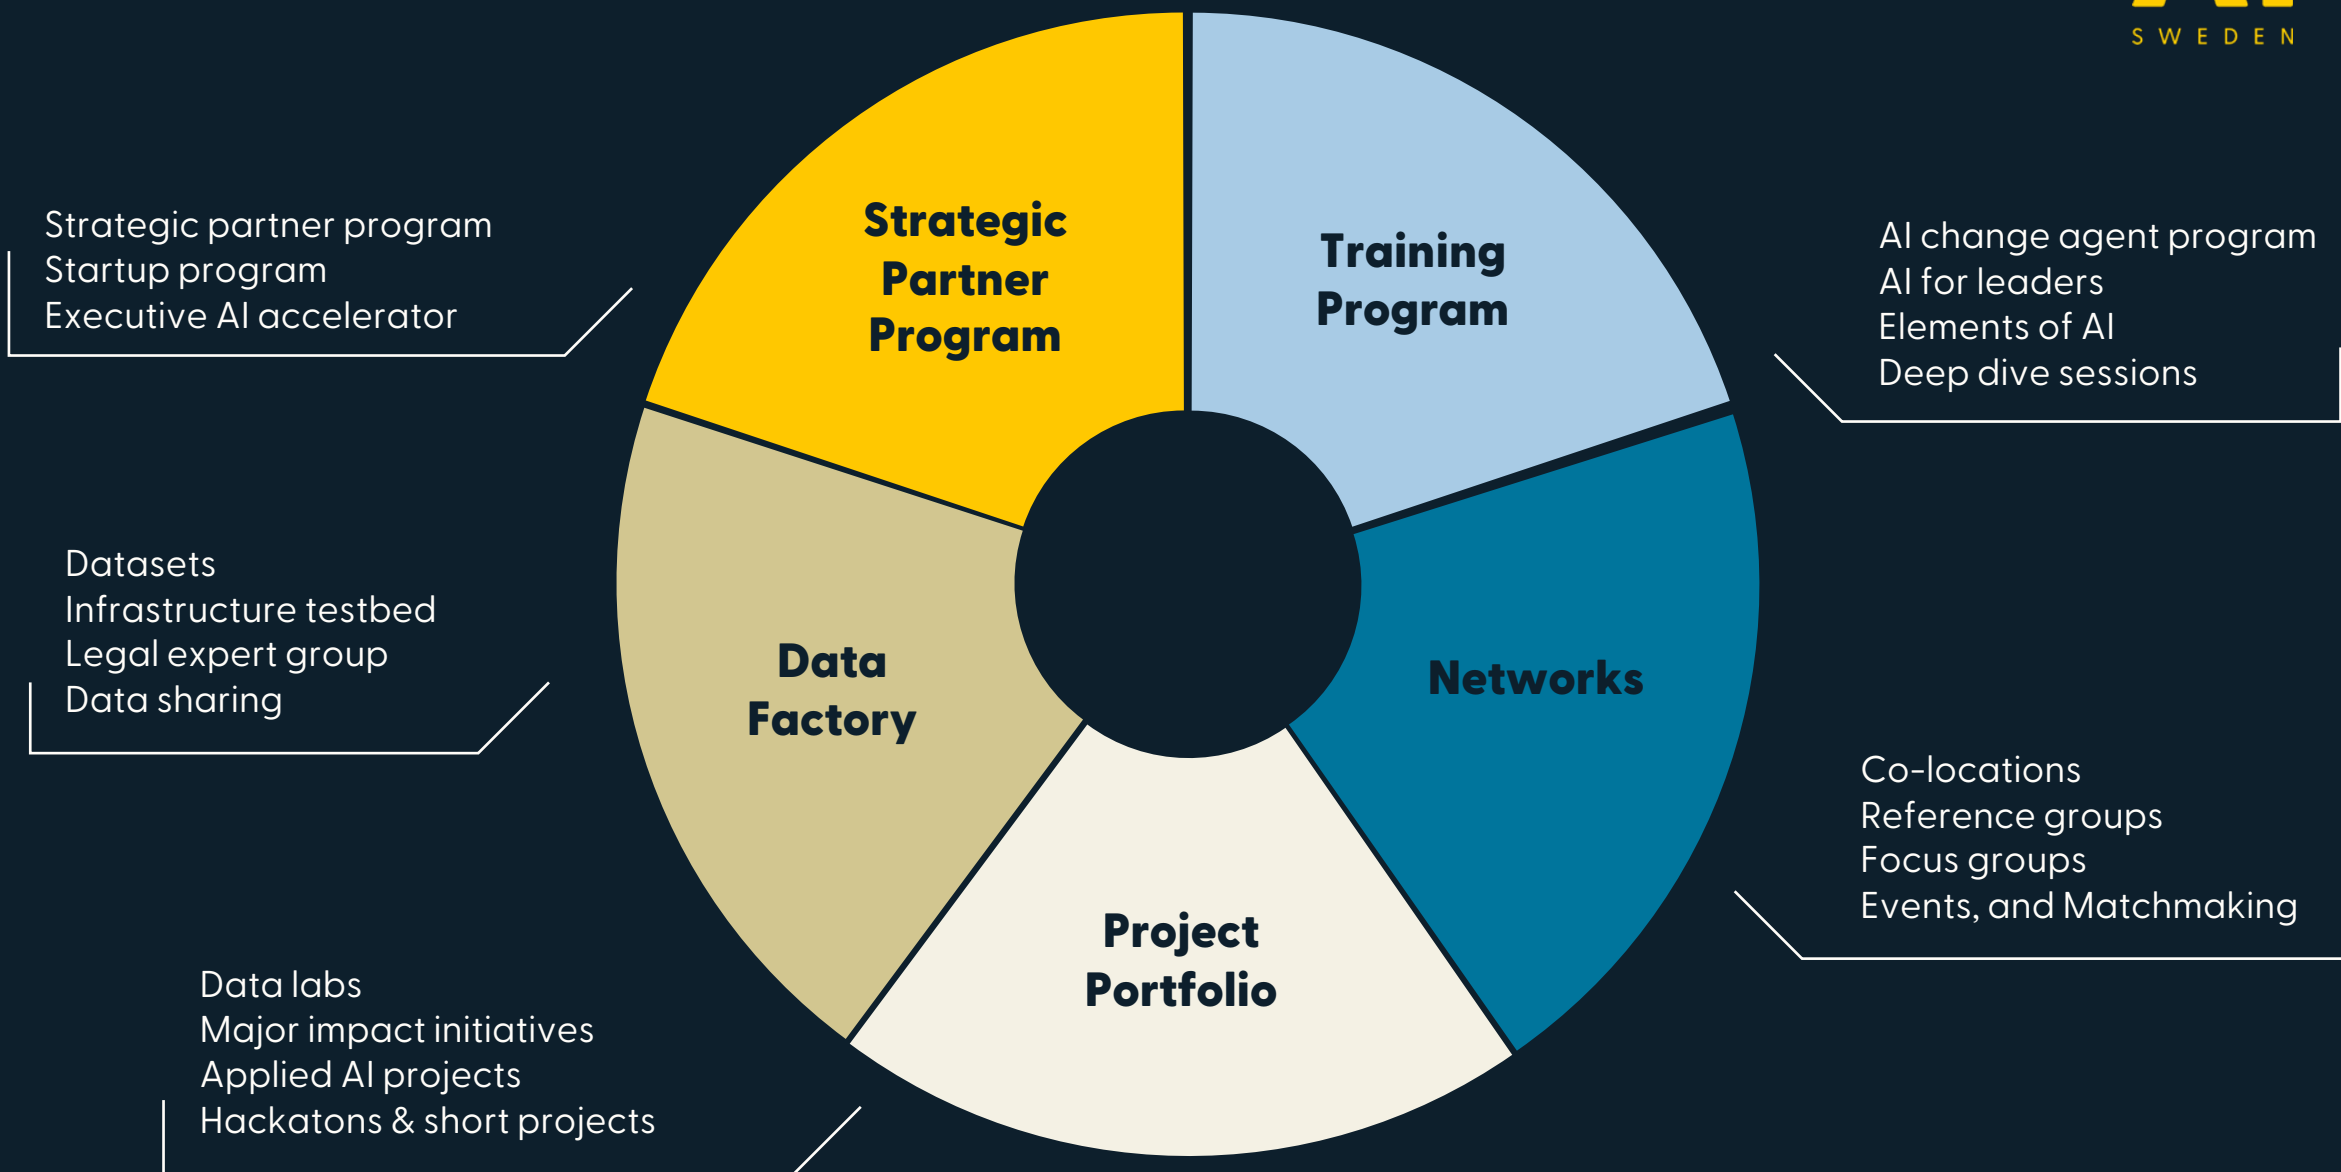 SWEDEN
Strategic
Partner
Program
Training
Program
Networks
Project
Portfolio
Data
Factory
Strategic partner program
Startup program
Executive AI accelerator
AI change agent program
AI for leaders
Elements of AI
Deep dive sessions
Datasets
Infrastructure testbed
Legal expert group
Data sharing
Co-locations
Reference groups
Focus groups
Events, and Matchmaking
Data labs
Major impact initiatives
Applied AI projects
Hackatons & short projects